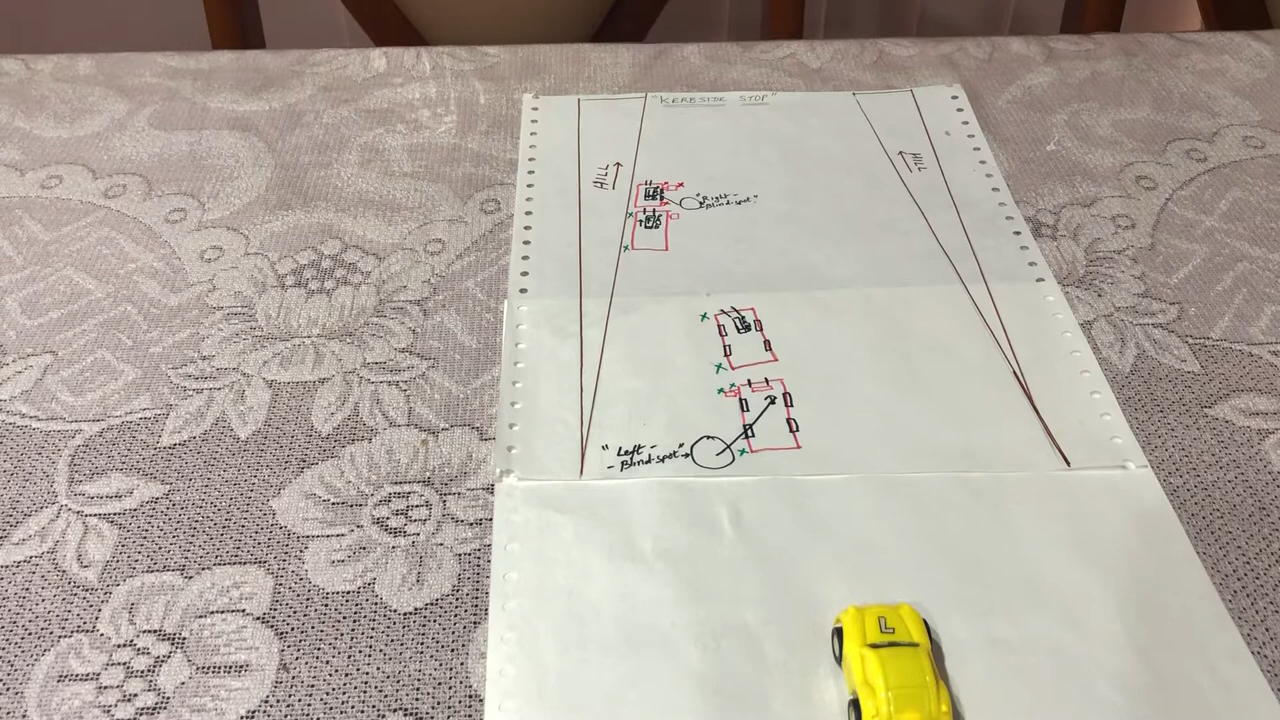 "KERBSIDE STOP"
HILL
HILL
"Right-
Blind-spot"
"Left-"
-Blind-spot"
L